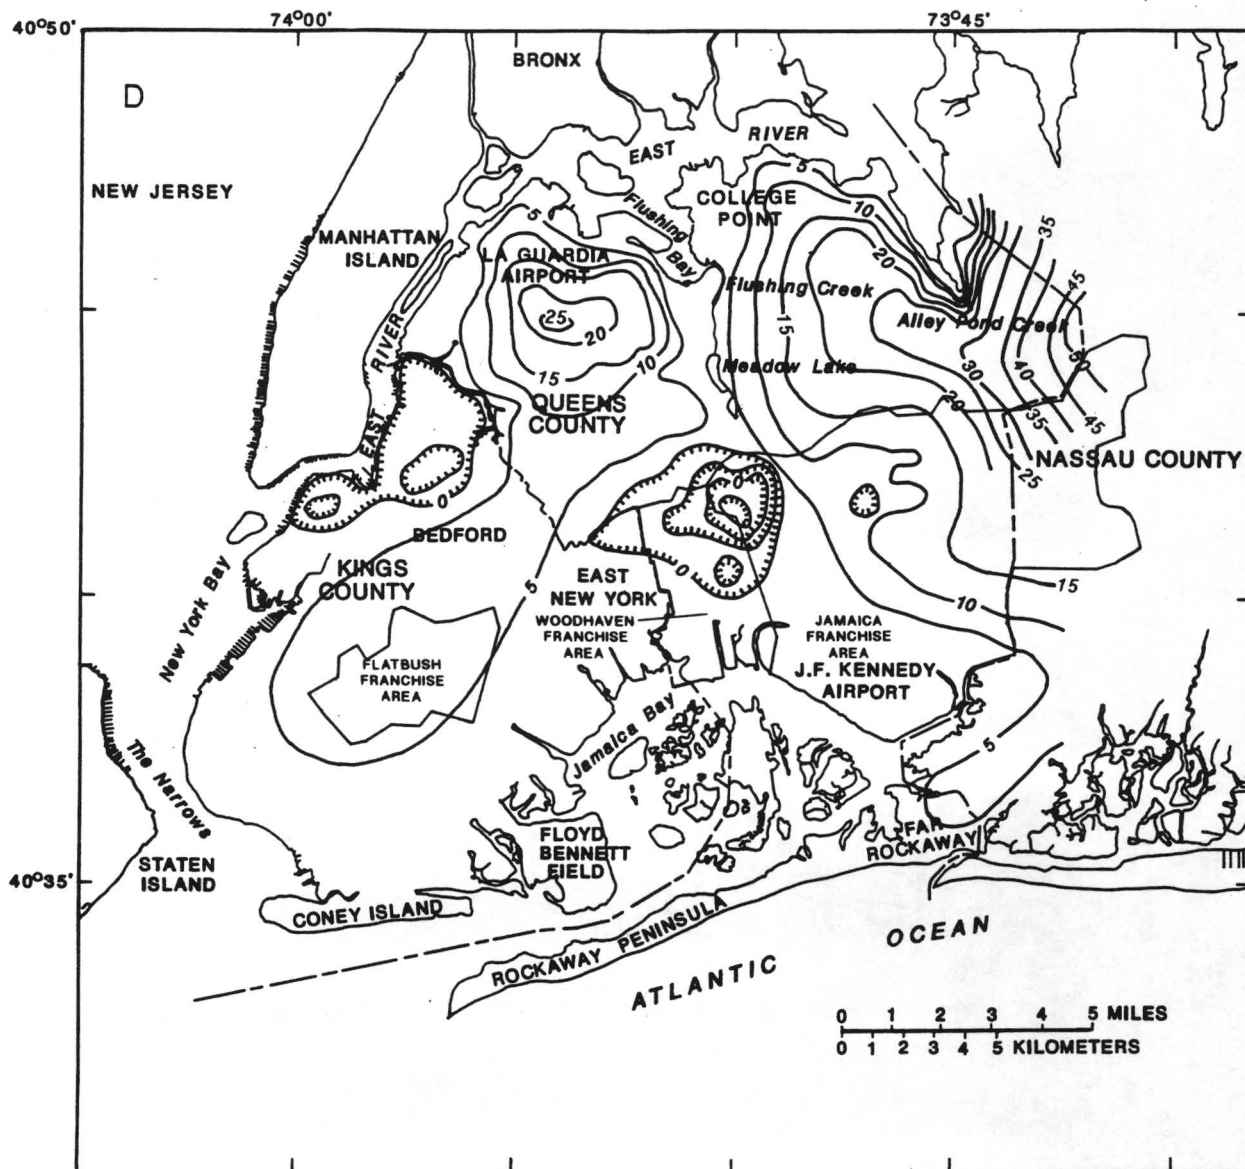 74°00'
73°45'
40°50'
D
BRONX
EAST RIVER
NEW JERSEY
COLLEGE
POINT
5
10
35
Flushing
Bay
5
MANHATTAN
ISLAND
LA GUARDIA
AIRPORT
20
45
Flushing Creek
25
20
15
Alley Pond Creek
EAST RIVER
10
15
Meadow Lake
30
40
50
QUEENS
COUNTY
20
35
45
NASSAU COUNTY
25
0
0
BEDFORD
KINGS
COUNTY
5
EAST
NEW YORK
0
15
10
WOODHAVEN
FRANCHISE
AREA
JAMAICA
FRANCHISE
AREA
New York Bay
FLATBUSH
FRANCHISE
AREA
J.F. KENNEDY
AIRPORT
Jamaica Bay
5
The Narrows
FLOYD
BENNETT
FIELD
FAR
ROCKAWAY
STATEN
ISLAND
40°35'
CONEY ISLAND
ROCKAWAY PENINSULA
ATLANTIC OCEAN
0 1 2 3 4 5 MILES
0 1 2 3 4 5 KILOMETERS